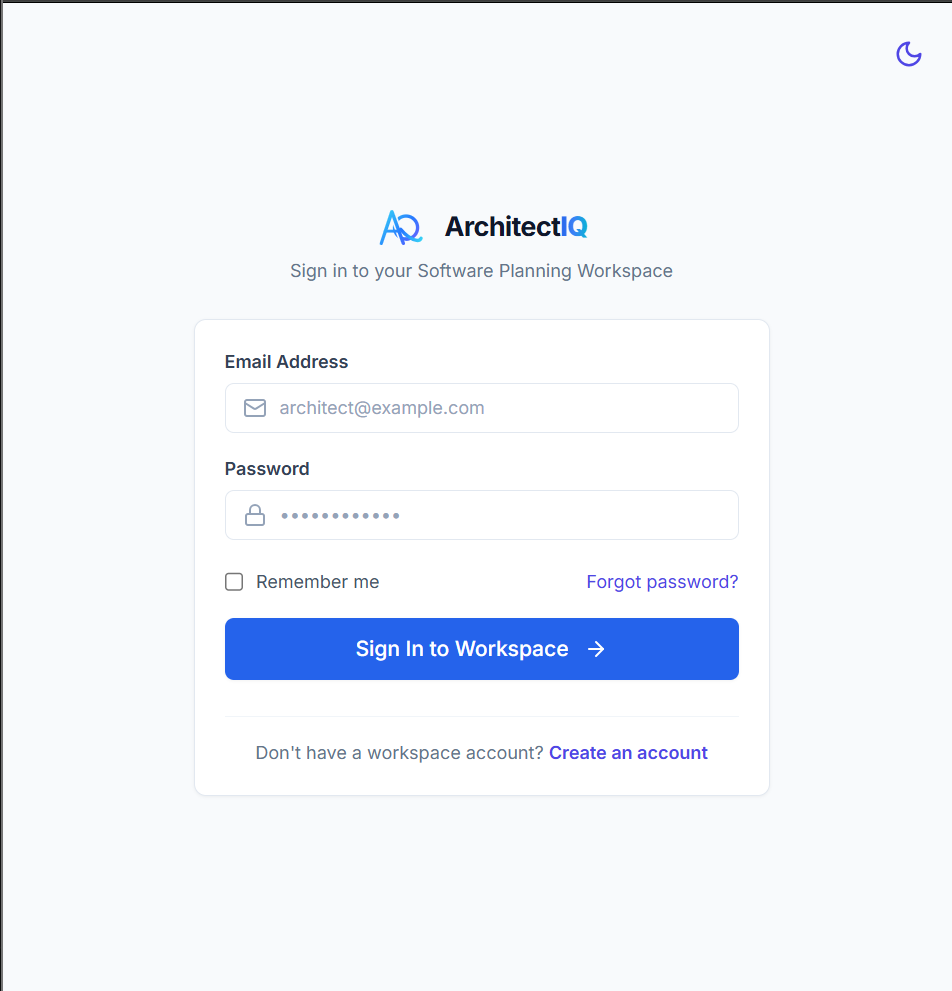 AQ ArchitectIQ
Sign in to your Software Planning Workspace
Email Address
architect@example.com
Password
••••••••••••
Remember me Forgot password?
Sign In to Workspace →
Don't have a workspace account? Create an account